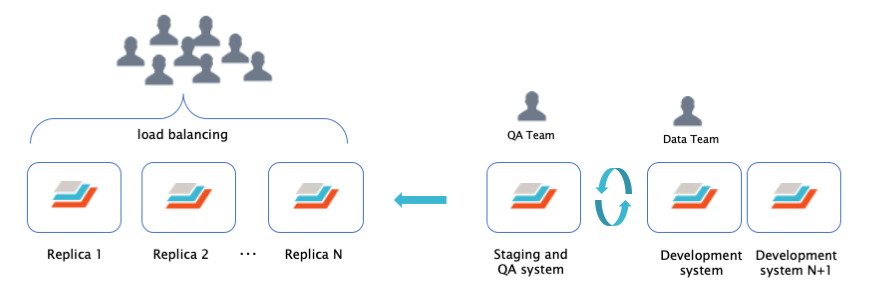 load balancing
QA Team
Data Team
Replica 1
Replica 2
...
Replica N
Staging and
QA system
Development
system
Development
system N+1